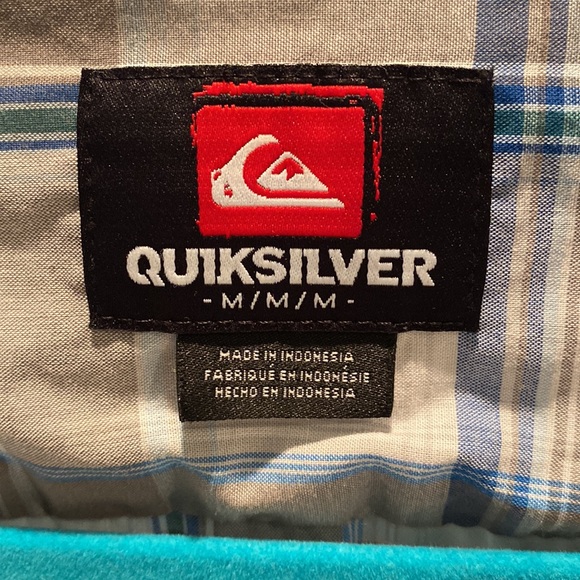 QUIKSILVER
- M / M / M -
MADE IN INDONESIA
FABRIQUÉ EN INDONÉSIE
HECHO EN INDONESIA